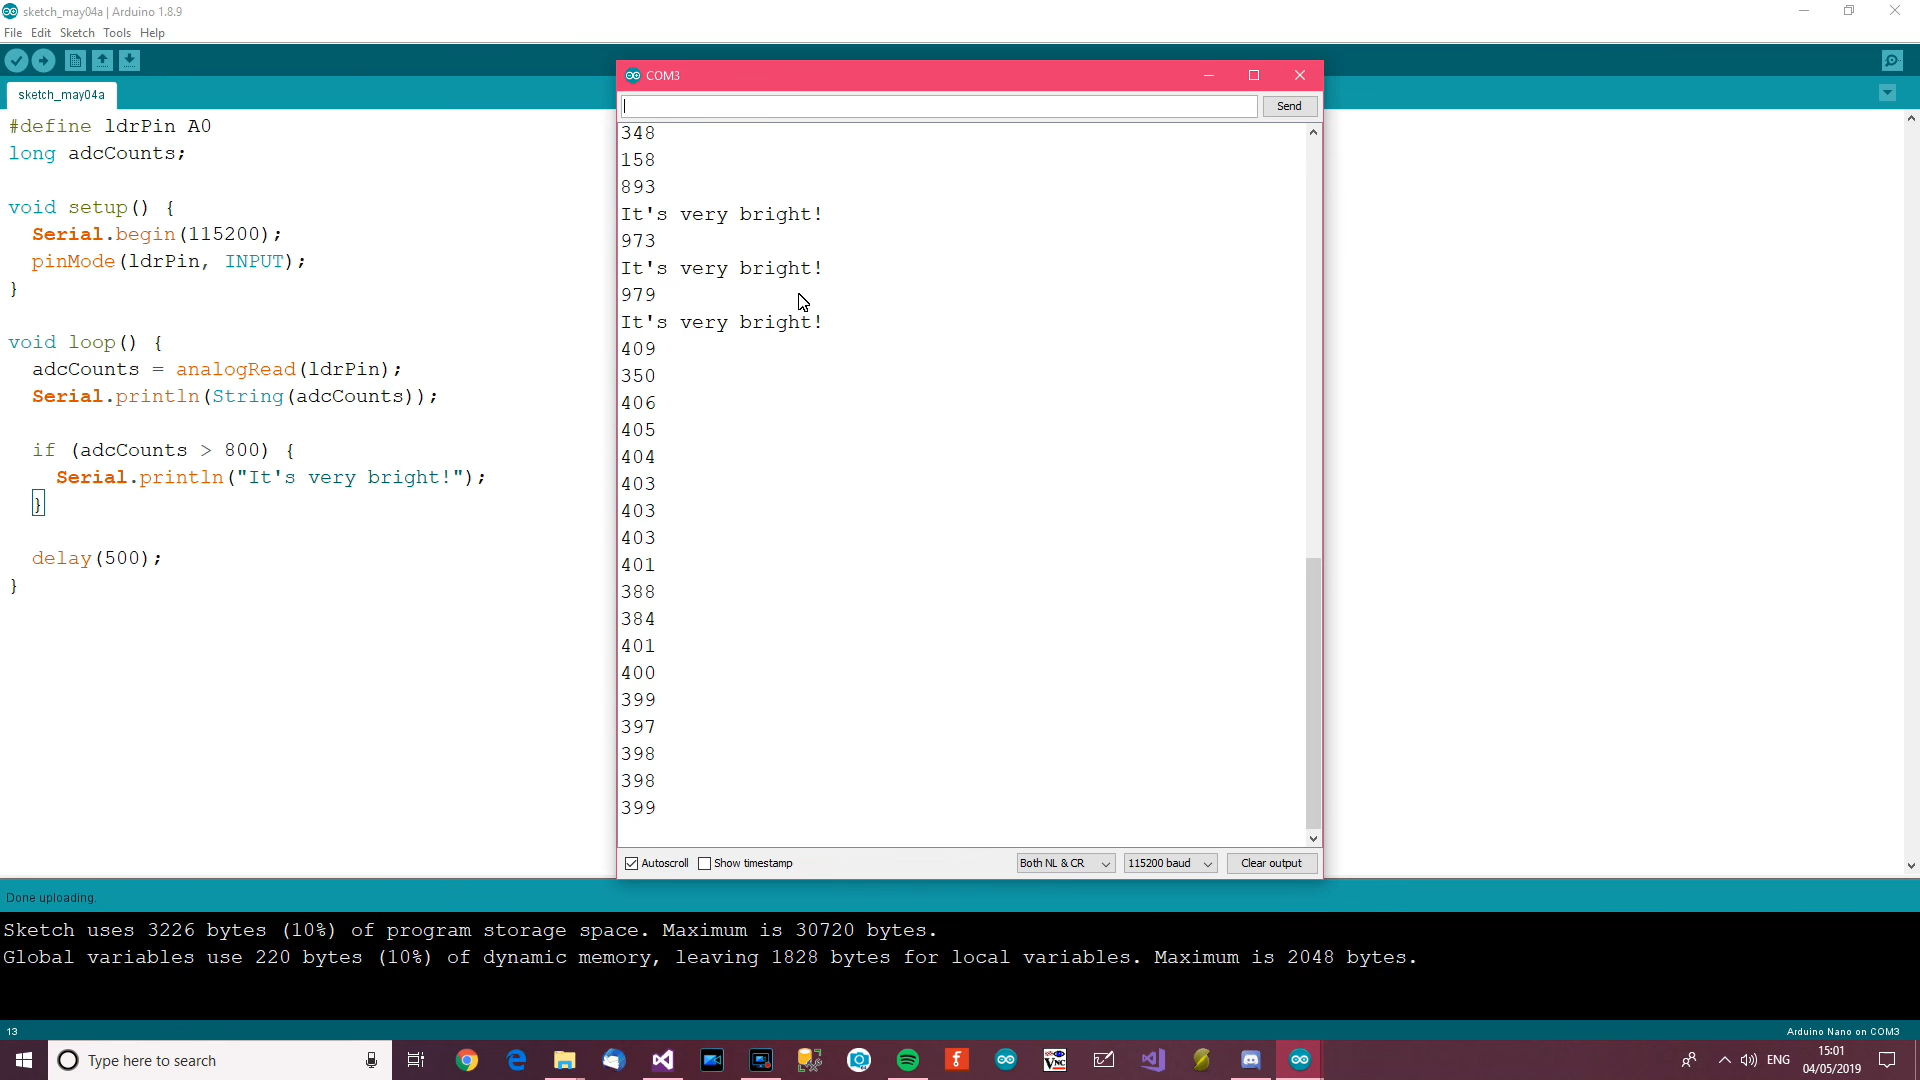 sketch_may04a | Arduino 1.8.9
File Edit Sketch Tools Help
sketch_may04a
#define ldrPin A0
long adcCounts;
void setup() {
Serial.begin(115200);
pinMode(ldrPin, INPUT);
}
void loop() {
adcCounts = analogRead(ldrPin);
Serial.println(String(adcCounts));
if (adcCounts > 800) {
Serial.println("It's very bright!");
}
delay(500);
}
COM3
Send
348
158
893
It's very bright!
973
It's very bright!
979
It's very bright!
409
350
406
405
404
403
403
403
401
388
384
401
400
399
397
398
398
399
Autoscroll Show timestamp Both NL & CR 115200 baud Clear output
Done uploading.
Sketch uses 3226 bytes (10%) of program storage space. Maximum is 30720 bytes.
Global variables use 220 bytes (10%) of dynamic memory, leaving 1828 bytes for local variables. Maximum is 2048 bytes.
13 Arduino Nano on COM3
Type here to search
ENG
15:01
04/05/2019